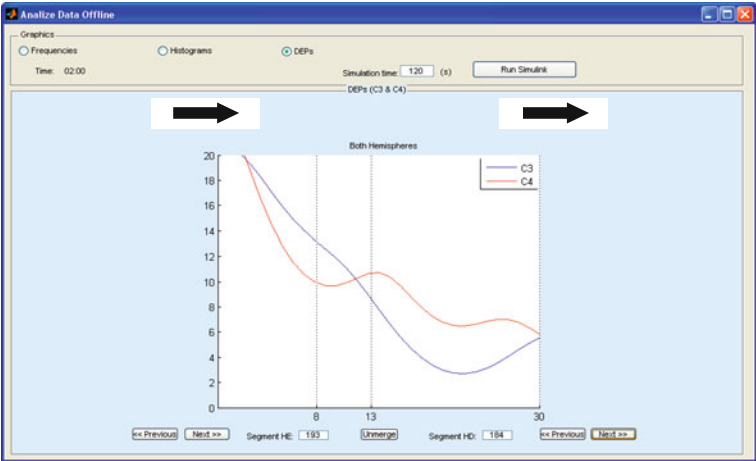 Analize Data Offline
Graphics
Frequencies Histograms DEPs
Time: 02:00 Simulation time: 120 (s) Run Simulink
DEPs (C3 & C4)
Both Hemispheres
C3
C4
20
18
16
14
12
10
8
6
4
2
0
8 13 30
<< Previous Next >> Segment HE: 193 Unmerge Segment HD: 184 << Previous Next >>